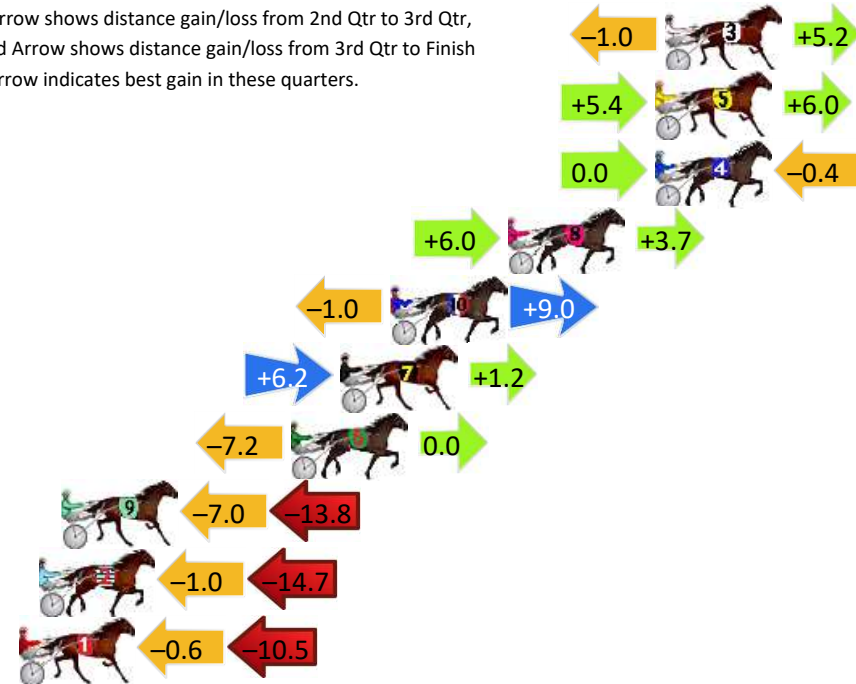 rrow shows distance gain/loss from 2nd Qtr to 3rd Qtr,
d Arrow shows distance gain/loss from 3rd Qtr to Finish
rrow indicates best gain in these quarters.
–1.0 3 +5.2
+5.4 5 +6.0
0.0 4 –0.4
+6.0 8 +3.7
–1.0 10 +9.0
+6.2 7 +1.2
–7.2 6 0.0
9 –7.0 –13.8
2 –1.0 –14.7
1 –0.6 –10.5